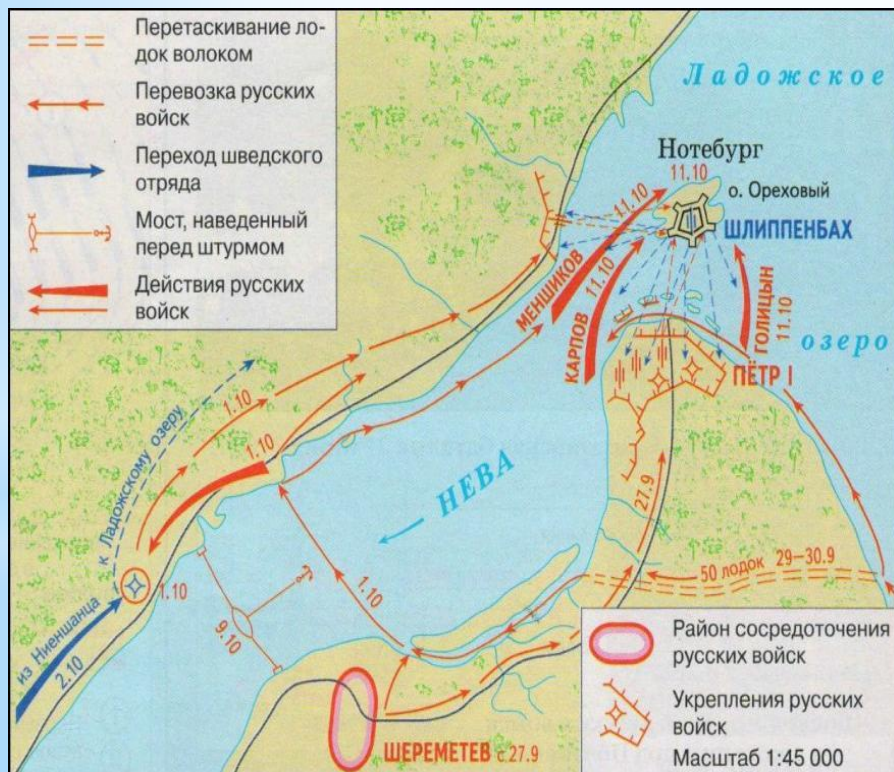 Перетаскивание ло-
док волоком
Перевозка русских
войск
Переход шведского
отряда
Мост, наведенный
перед штурмом
Действия русских
войск
Ладожское
Нотебург
11.10
о. Ореховый
ШЛИППЕНБАХ
МЕНШИКОВ
11.10
КАРПОВ
11.10
ГОЛИЦЫН
11.10
озеро
ПЁТР I
1.10
1.10
к Ладожскому озеру
НЕВА
27.9
50 лодок 29–30.9
1.10
из Ниеншанца
2.10
9.10
1.10
ШЕРЕМЕТЕВ с 27.9
Район сосредоточения
русских войск
Укрепления русских
войск
Масштаб 1:45 000